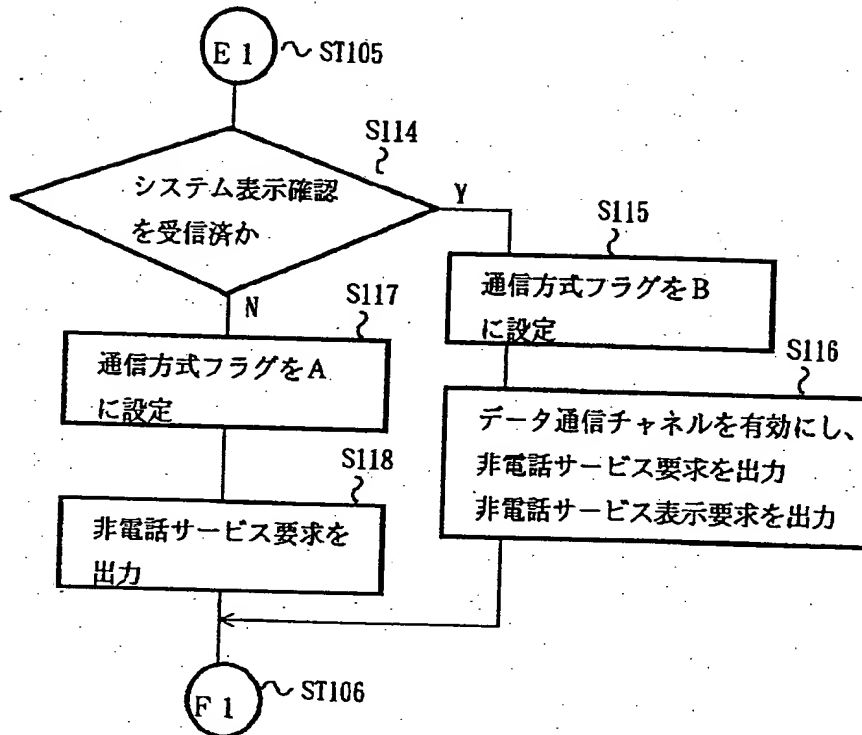 E 1
ST105
S114
システム表示確認
を受信済か
Y
N
S115
通信方式フラグをB
に設定
S117
通信方式フラグをA
に設定
S116
データ通信チャネルを有効にし、
非電話サービス要求を出力
非電話サービス表示要求を出力
S118
非電話サービス要求を
出力
F 1
ST106